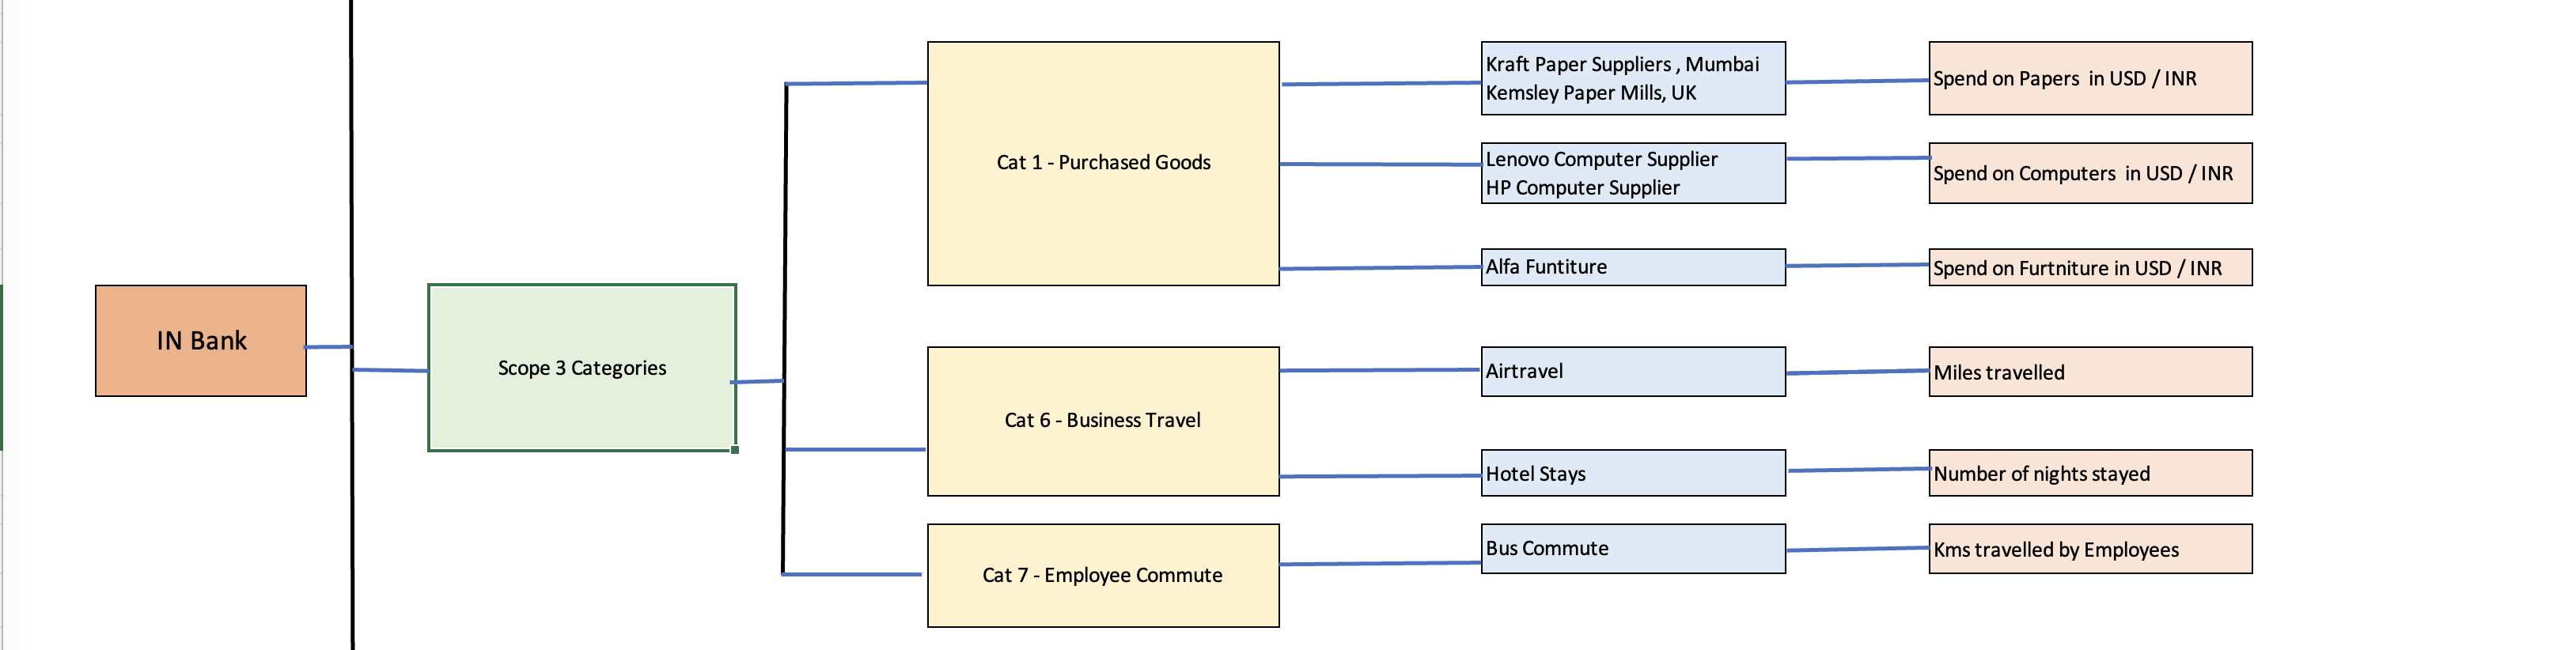 IN Bank
Scope 3 Categories
Cat 1 - Purchased Goods
Kraft Paper Suppliers , Mumbai
Kemsley Paper Mills, UK
Spend on Papers  in USD / INR
Lenovo Computer Supplier
HP Computer Supplier
Spend on Computers  in USD / INR
Alfa Funtiture
Spend on Furtniture in USD / INR
Cat 6 - Business Travel
Airtravel
Miles travelled
Hotel Stays
Number of nights stayed
Cat 7 - Employee Commute
Bus Commute
Kms travelled by Employees